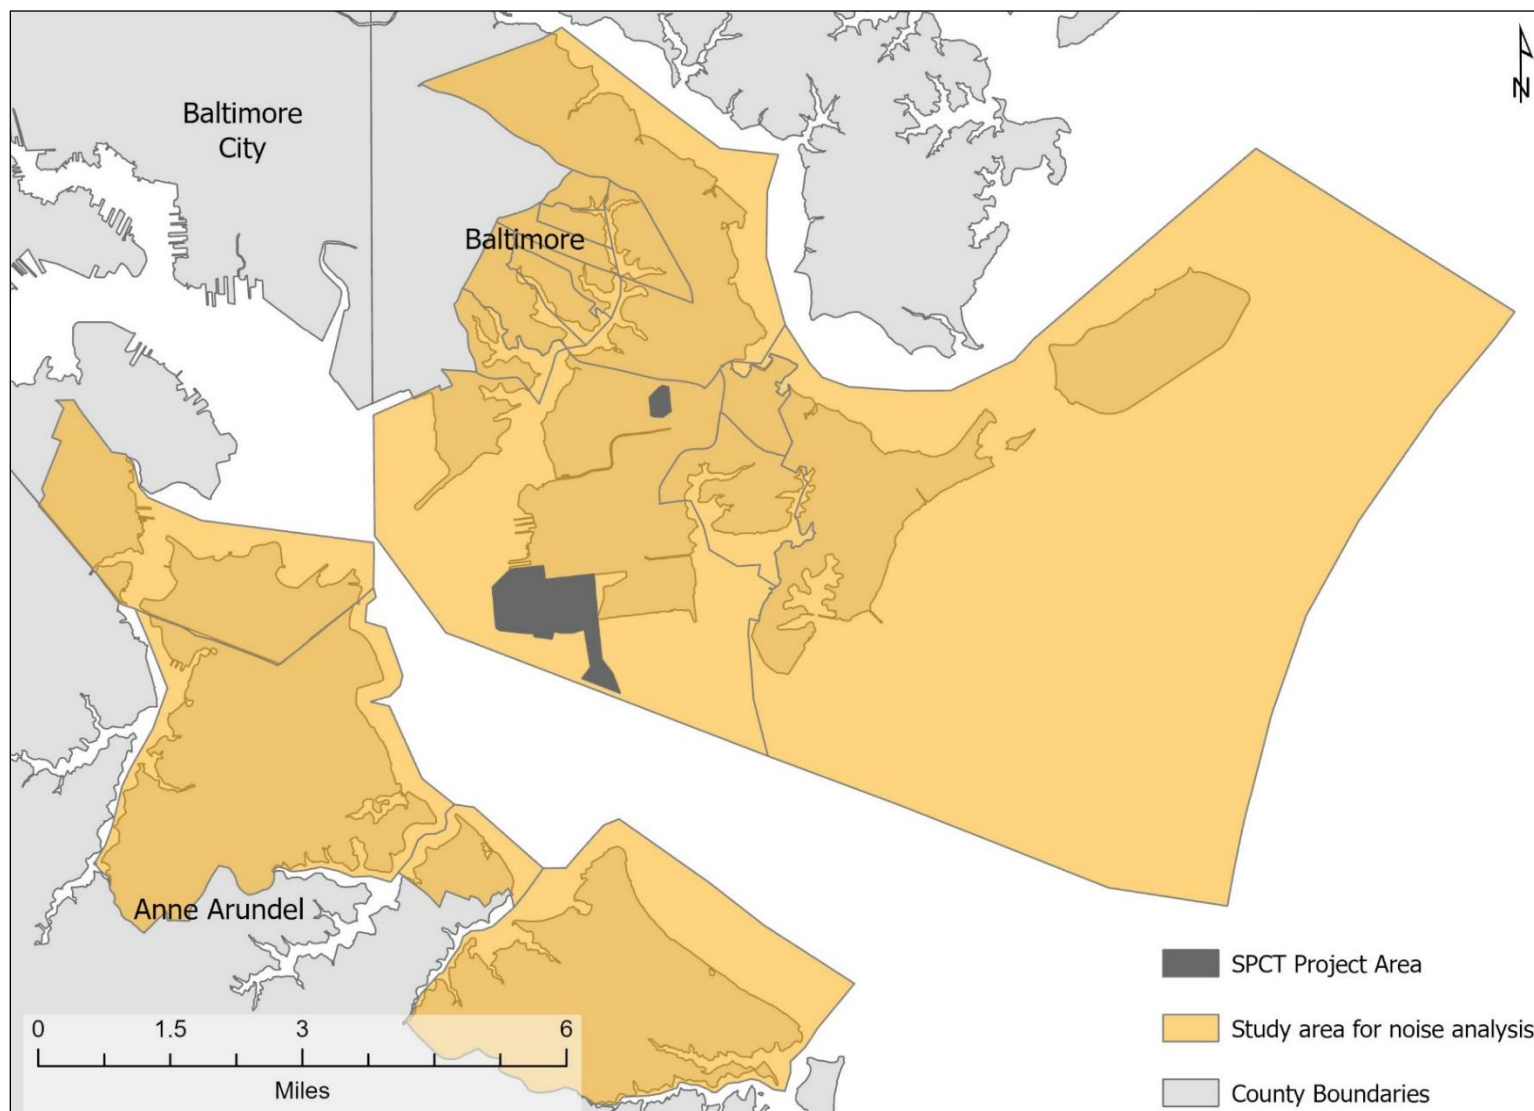 N
Baltimore
City
Baltimore
Anne Arundel
SPCT Project Area
Study area for noise analysis
County Boundaries
0 1.5 3 6
Miles